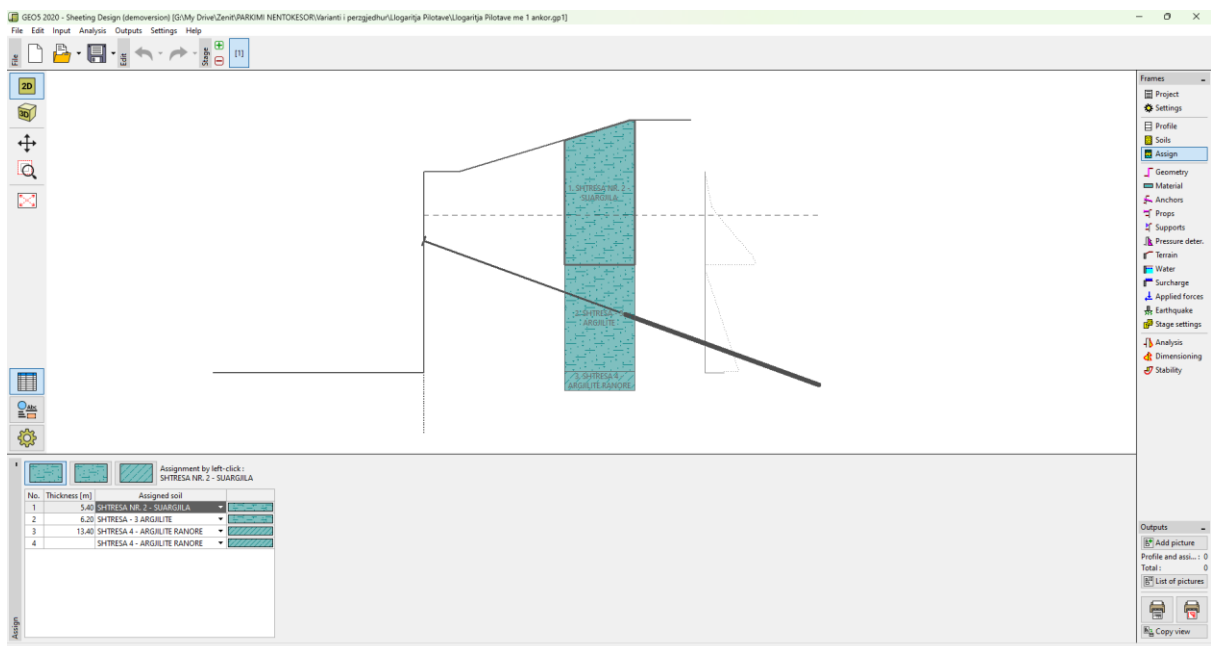 GEO5 2020 - Sheeting Design (demoversion) [G:\My Drive\Zenit\PARKIMI NENTOKESOR\Varianti i perzgjedhur\Llogaritja Pilotave\Llogaritja Pilotave me 1 ankor.gp1]
File Edit Input Analysis Outputs Settings Help
File
Edit
Stage
[1]
2D
3D
Abc
1. SHTRESA NR. 2 -
SUARGJILA
ARGJILITE
3. SHTRESA 4 -
ARGJILITE RANORE
Frames
Project
Settings
Profile
Soils
Assign
Geometry
Material
Anchors
Props
Supports
Pressure deter.
Terrain
Water
Surcharge
Applied forces
Earthquake
Stage settings
Analysis
Dimensioning
Stability
Assignment by left-click :
SHTRESA NR. 2 - SUARGJILA
No. Thickness [m] Assigned soil
1 5.40 SHTRESA NR. 2 - SUARGJILA
2 6.20 SHTRESA - 3 ARGJILITE
3 13.40 SHTRESA 4 - ARGJILITE RANORE
4 SHTRESA 4 - ARGJILITE RANORE
Assign
Outputs
Add picture
Profile and assi... : 0
Total : 0
List of pictures
Copy view